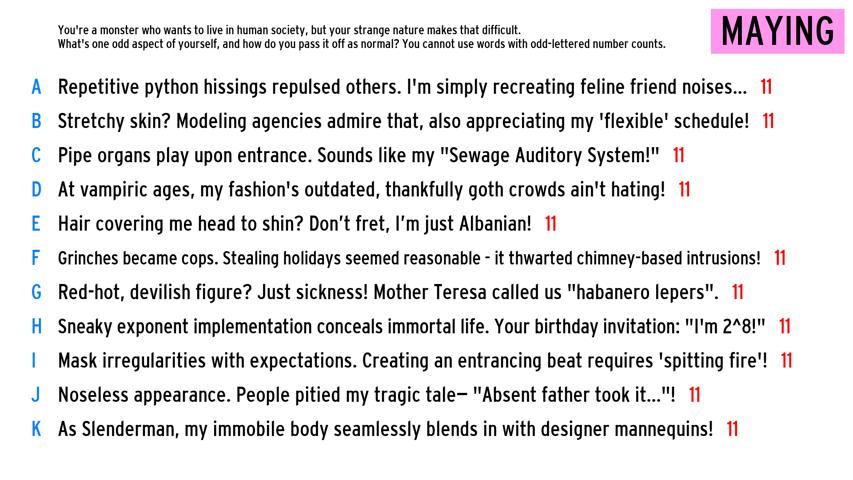 You're a monster who wants to live in human society, but your strange nature makes that difficult.
What's one odd aspect of yourself, and how do you pass it off as normal? You cannot use words with odd-lettered number counts.
MAYING
A Repetitive python hissings repulsed others. I'm simply recreating feline friend noises... 11
B Stretchy skin? Modeling agencies admire that, also appreciating my 'flexible' schedule! 11
C Pipe organs play upon entrance. Sounds like my "Sewage Auditory System!" 11
D At vampiric ages, my fashion's outdated, thankfully goth crowds ain't hating! 11
E Hair covering me head to shin? Don’t fret, I’m just Albanian! 11
F Grinches became cops. Stealing holidays seemed reasonable - it thwarted chimney-based intrusions! 11
G Red-hot, devilish figure? Just sickness! Mother Teresa called us "habanero lepers". 11
H Sneaky exponent implementation conceals immortal life. Your birthday invitation: "I'm 2^8!" 11
I Mask irregularities with expectations. Creating an entrancing beat requires 'spitting fire'! 11
J Noseless appearance. People pitied my tragic tale— "Absent father took it..."! 11
K As Slenderman, my immobile body seamlessly blends in with designer mannequins! 11